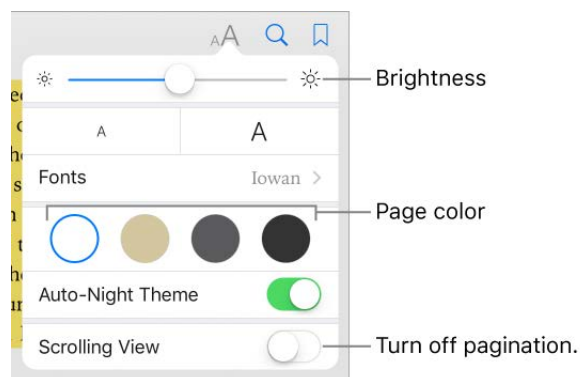 AA
Brightness
A A
Fonts Iowan >
Page color
Auto-Night Theme
Scrolling View Turn off pagination.